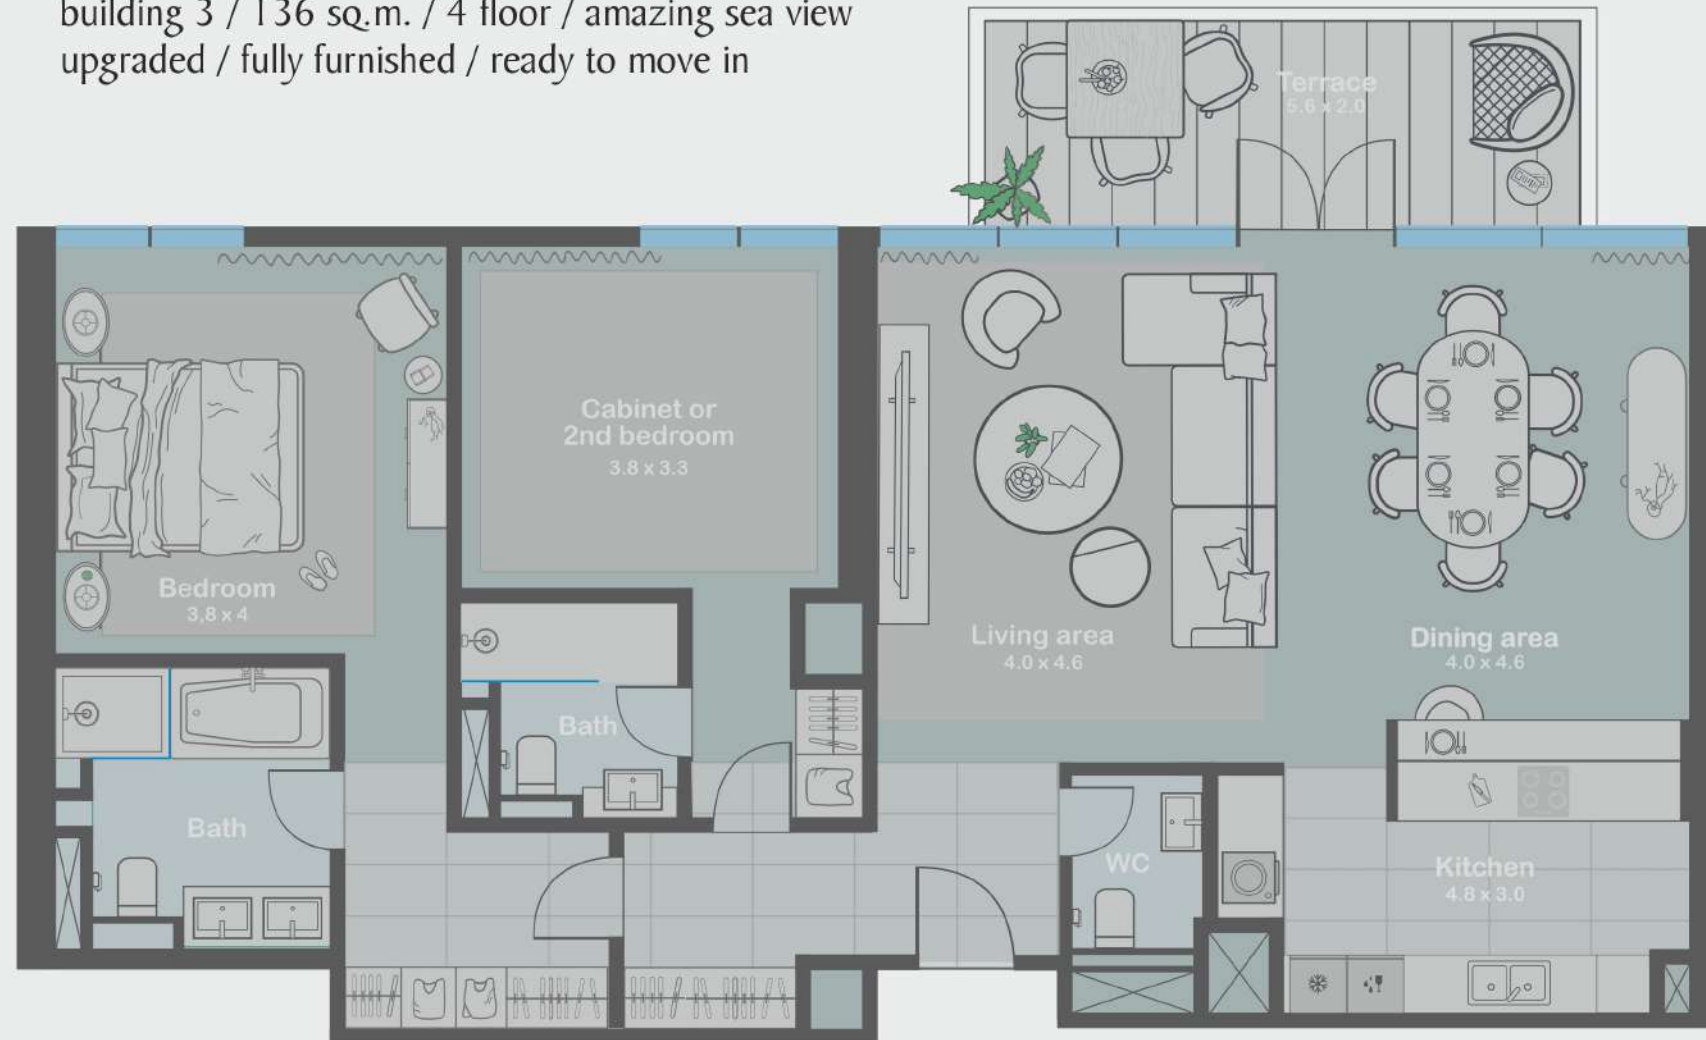 building 3 / 136 sq.m. / 4 floor / amazing sea view
upgraded / fully furnished / ready to move in
Terrace
5.6 x 2.0
Cabinet or
2nd bedroom
3.8 x 3.3
Bedroom
3,8 x 4
Living area
4.0 x 4.6
Dining area
4.0 x 4.6
Bath
Bath
WC
Kitchen
4.8 x 3.0